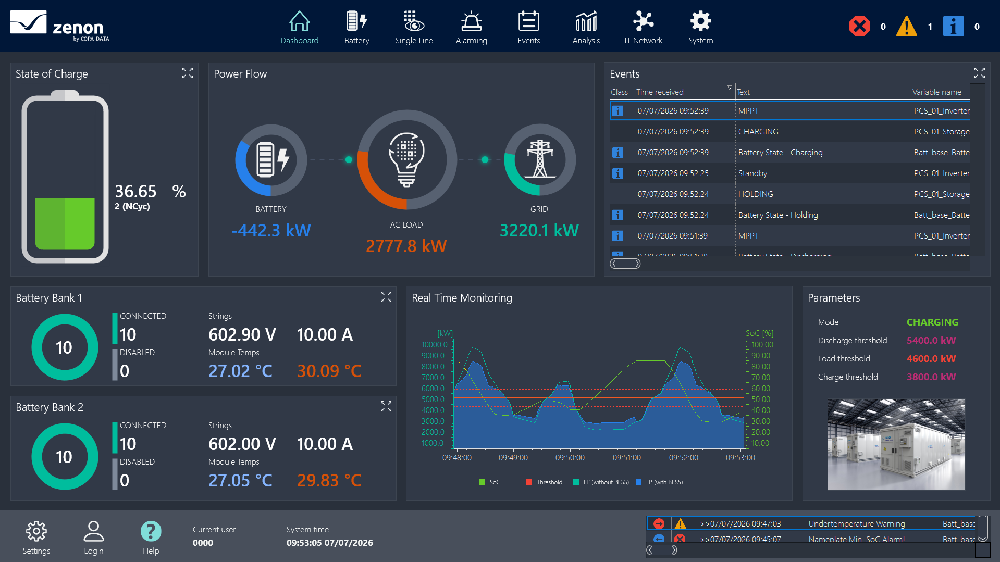 zenon
by COPA-DATA
Dashboard
Battery
Single Line
Alarming
Events
Analysis
IT Network
System
0
1
0
State of Charge
36.65 %
2 (NCyc)
Power Flow
BATTERY
-442.3 kW
AC LOAD
2777.8 kW
GRID
3220.1 kW
Events
Class Time received Text Variable name
07/07/2026 09:52:39 MPPT PCS_01_Inverter
07/07/2026 09:52:39 CHARGING PCS_01_Storage
07/07/2026 09:52:39 Battery State - Charging Batt_base_Batte
07/07/2026 09:52:25 Standby PCS_01_Inverter
07/07/2026 09:52:24 HOLDING PCS_01_Storage
07/07/2026 09:52:24 Battery State - Holding Batt_base_Batte
07/07/2026 09:51:39 MPPT PCS_01_Inverter
07/07/2026 09:51:39 Battery State - Discharging Batt_base_Batte
Battery Bank 1
10
CONNECTED
10
DISABLED
0
Strings
602.90 V 10.00 A
Module Temps
27.02 °C 30.09 °C
Battery Bank 2
10
CONNECTED
10
DISABLED
0
Strings
602.00 V 10.00 A
Module Temps
27.05 °C 29.83 °C
Real Time Monitoring
[kW]
10000.0
9000.0
8000.0
7000.0
6000.0
5000.0
4000.0
3000.0
2000.0
1000.0
SoC [%]
100.00
90.00
80.00
70.00
60.00
50.00
40.00
30.00
20.00
10.00
09:48:00 09:49:00 09:50:00 09:51:00 09:52:00 09:53:00
SoC Threshold LP (without BESS) LP (with BESS)
Parameters
Mode CHARGING
Discharge threshold 5400.0 kW
Load threshold 4600.0 kW
Charge threshold 3800.0 kW
Settings
Login
Help
Current user
0000
System time
09:53:05 07/07/2026
>>07/07/2026 09:47:03 Undertemperature Warning Batt_base
>>07/07/2026 09:45:07 Nameplate Min. SoC Alarm! Batt_base